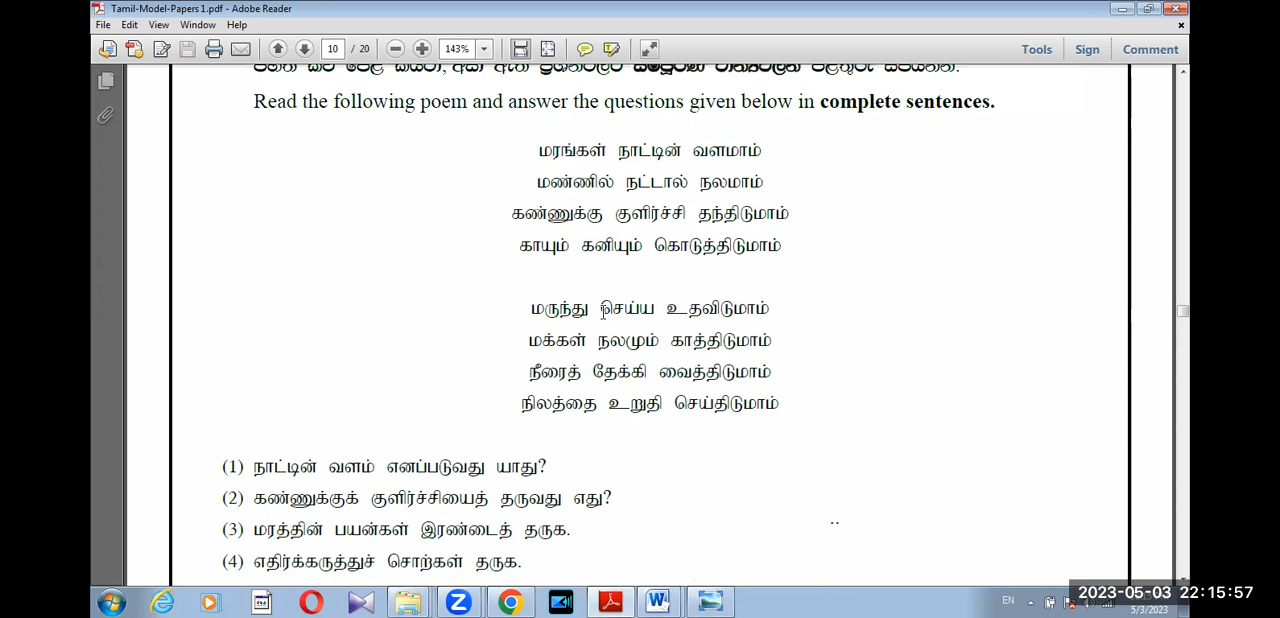 Tamil-Model-Papers 1.pdf - Adobe Reader
File Edit View Window Help
10 / 20 143% Tools Sign Comment
Read the following poem and answer the questions given below in complete sentences.
மரங்கள் நாட்டின் வளமாம்
மண்ணில் நட்டால் நலமாம்
கண்ணுக்கு குளிர்ச்சி தந்திடுமாம்
காயும் கனியும் கொடுத்திடுமாம்
மருந்து செய்ய உதவிடுமாம்
மக்கள் நலமும் காத்திடுமாம்
நீரைத் தேக்கி வைத்திடுமாம்
நிலத்தை உறுதி செய்திடுமாம்
(1) நாட்டின் வளம் எனப்படுவது யாது?
(2) கண்ணுக்குக் குளிர்ச்சியைத் தருவது எது?
(3) மரத்தின் பயன்கள் இரண்டைத் தருக.
(4) எதிர்க்கருத்துச் சொற்கள் தருக.
EN
2023-05-03 22:15:57
5/3/2023